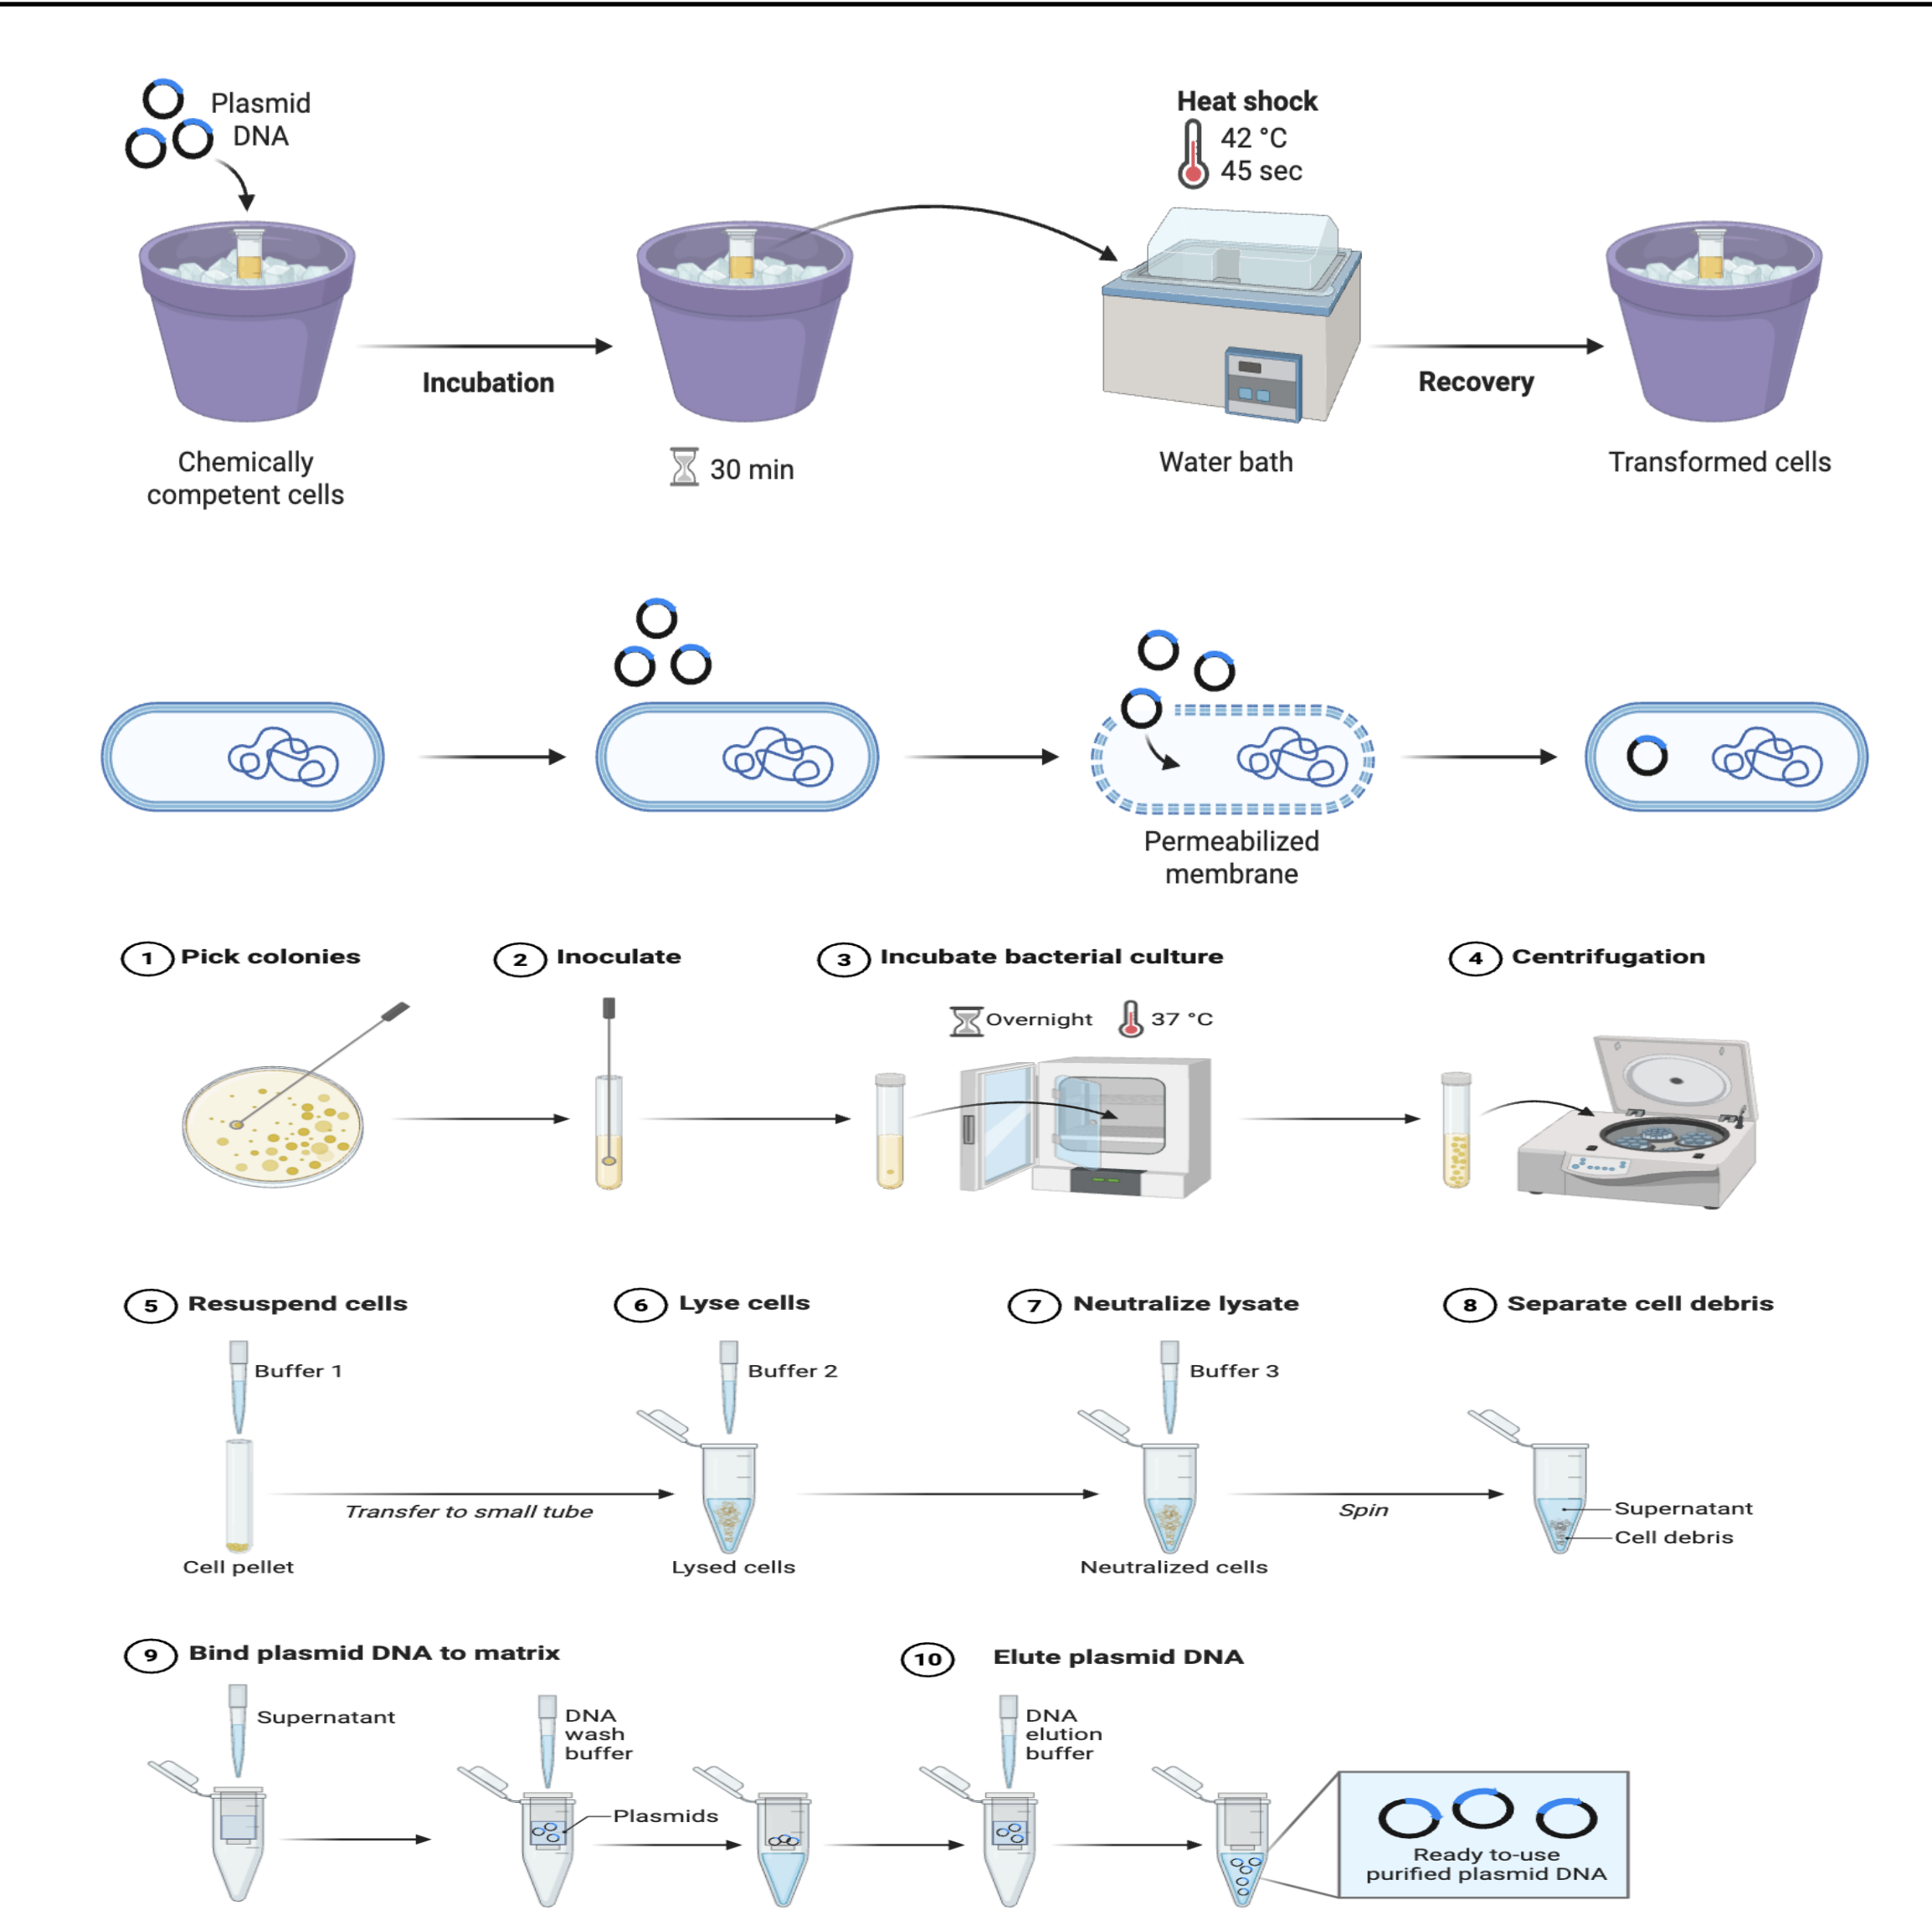 Plasmid
DNA
Heat shock
42 °C
45 sec
Incubation
Recovery
Chemically
competent cells
30 min
Water bath
Transformed cells
Permeabilized
membrane
1 Pick colonies
2 Inoculate
3 Incubate bacterial culture
4 Centrifugation
Overnight
37 °C
5 Resuspend cells
6 Lyse cells
7 Neutralize lysate
8 Separate cell debris
Buffer 1
Buffer 2
Buffer 3
Transfer to small tube
Spin
Supernatant
Cell debris
Cell pellet
Lysed cells
Neutralized cells
9 Bind plasmid DNA to matrix
10 Elute plasmid DNA
Supernatant
DNA
wash
buffer
Plasmids
DNA
elution
buffer
Ready to-use
purified plasmid DNA